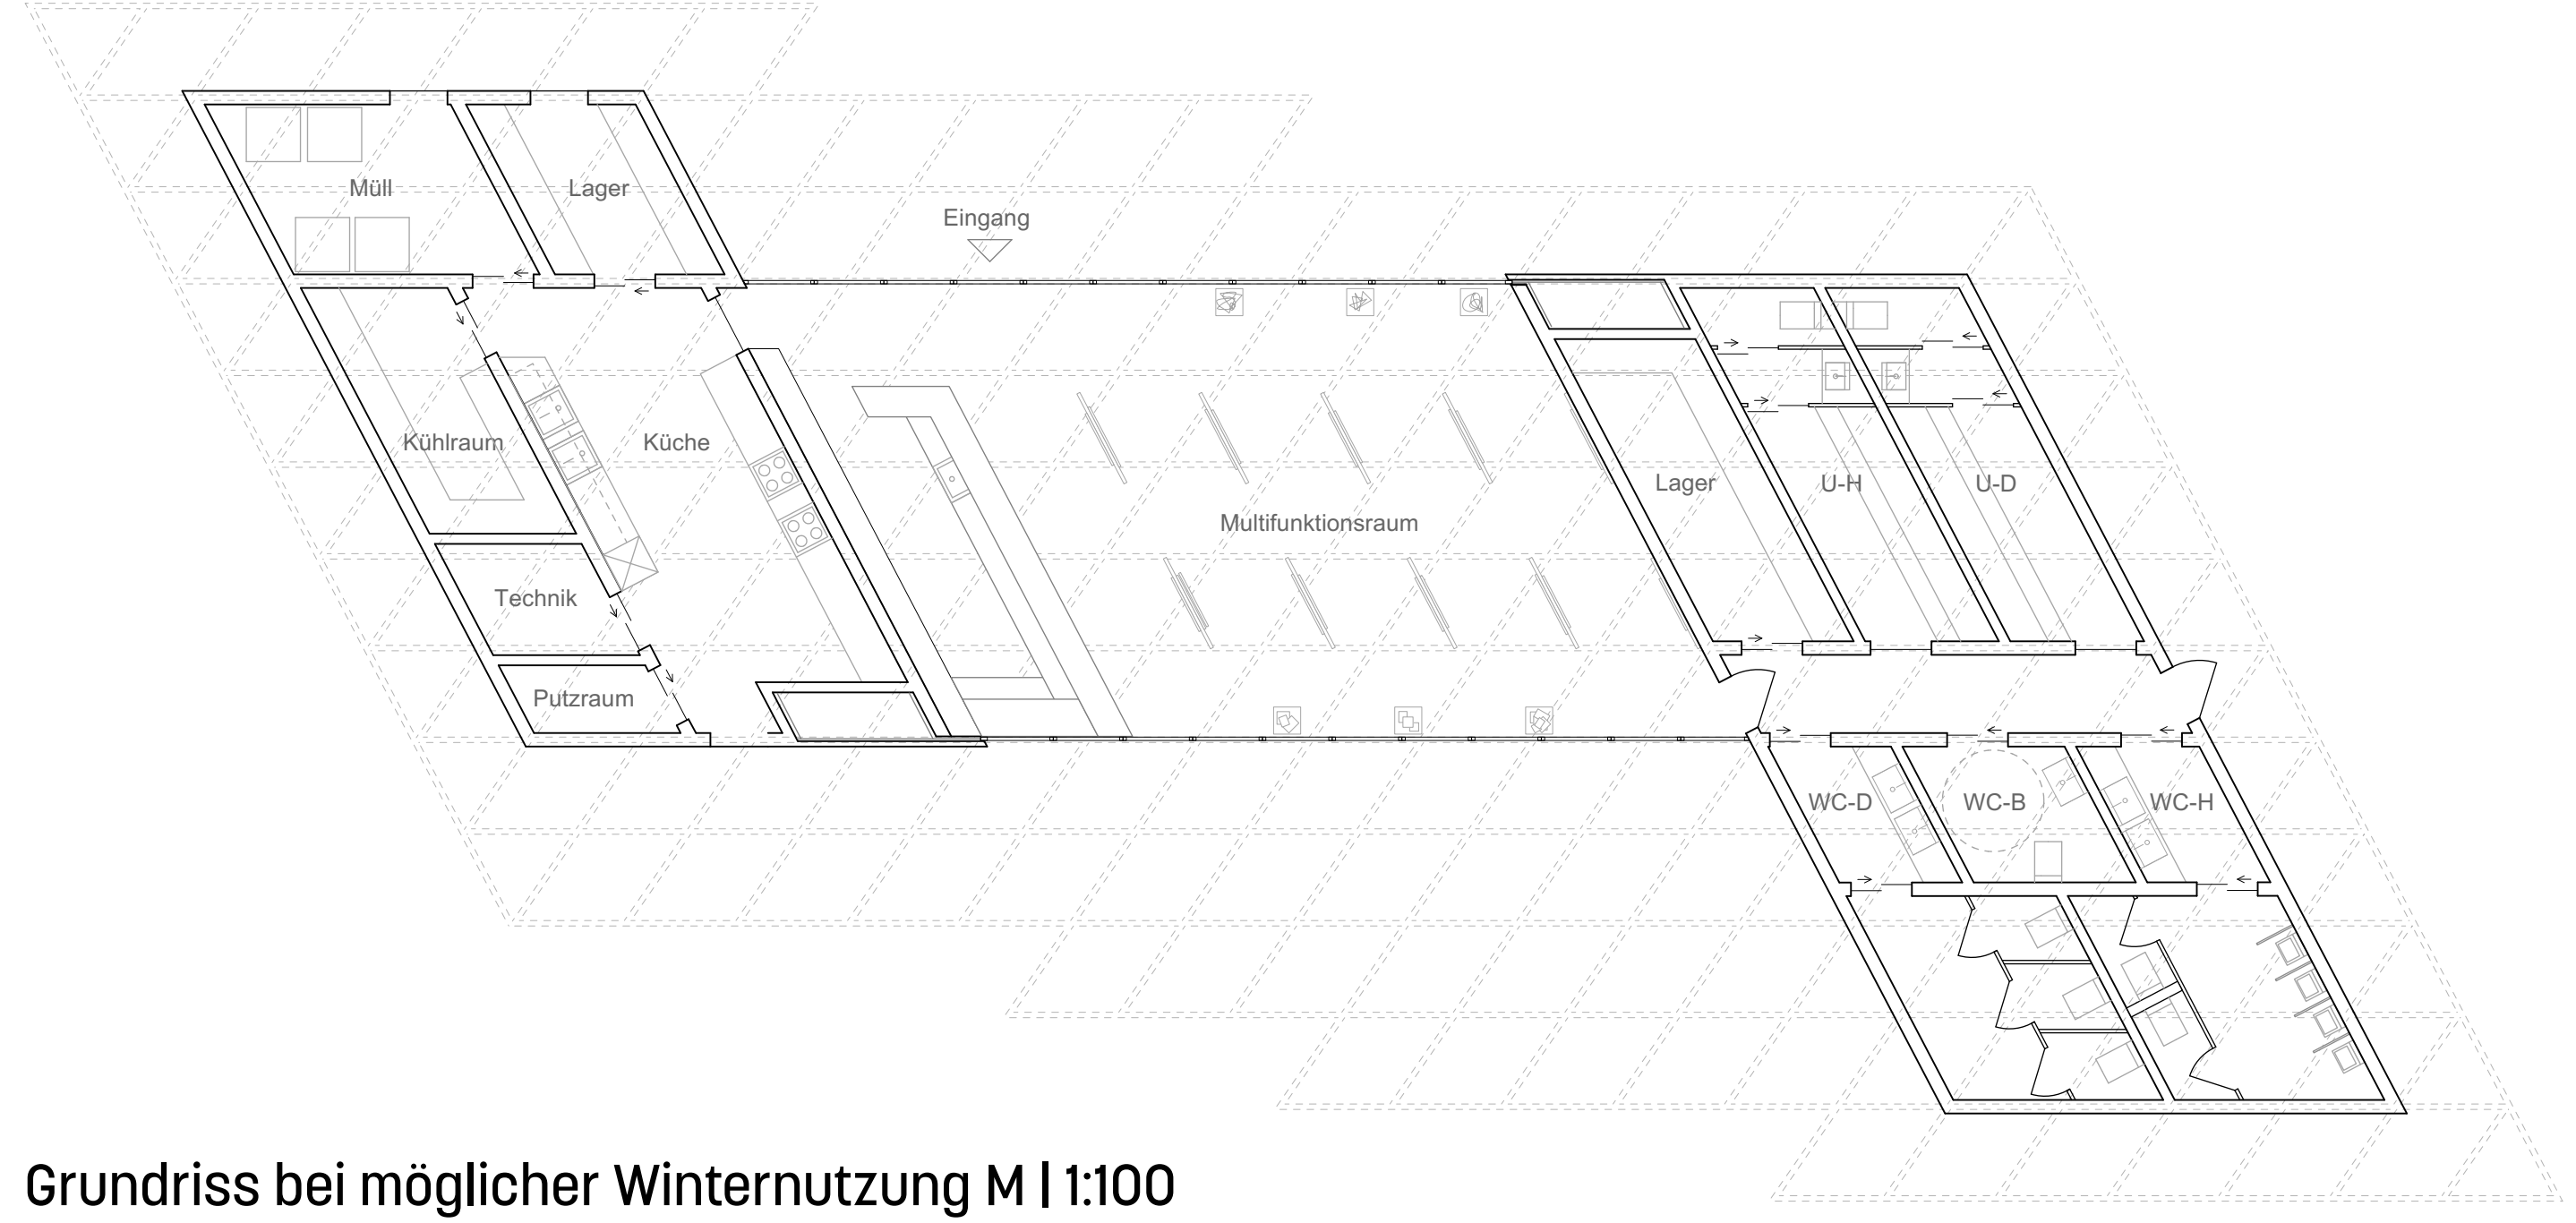 Müll
Lager
Eingang
Kühlraum
Küche
Lager
U-H
U-D
Multifunktionsraum
Technik
Putzraum
WC-D
WC-B
WC-H
Grundriss bei möglicher Winternutzung M | 1:100